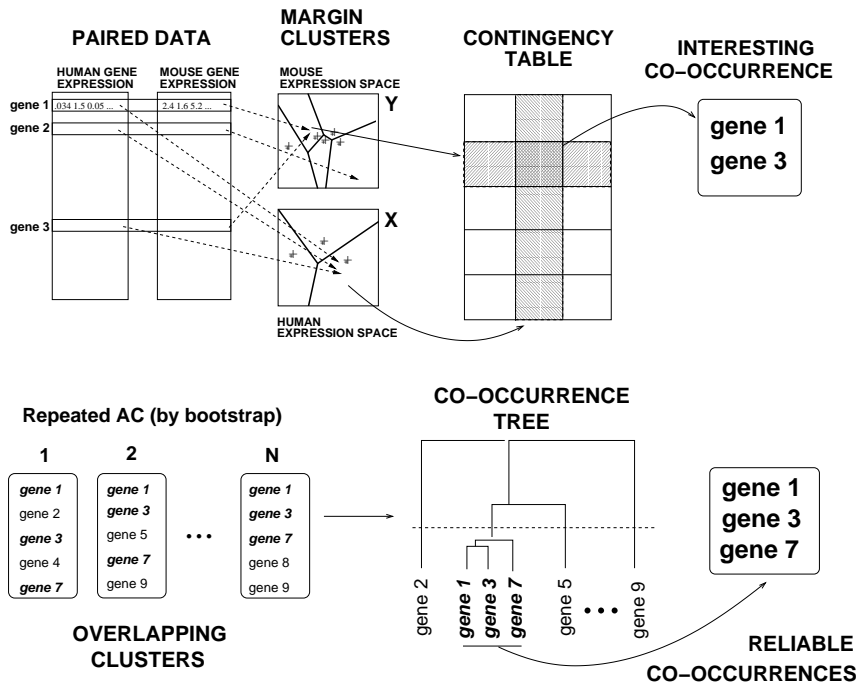 PAIRED DATA
MARGIN
CLUSTERS
CONTINGENCY
TABLE
INTERESTING
CO−OCCURRENCE
HUMAN GENE
EXPRESSION
MOUSE GENE
EXPRESSION
MOUSE
EXPRESSION SPACE
gene 1
.034 1.5 0.05 ...
2.4 1.6 5.2 ...
Y
gene 2
gene 3
X
HUMAN
EXPRESSION SPACE
gene 1
gene 3
Repeated AC (by bootstrap)
1
2
N
gene 1
gene 2
gene 3
gene 4
gene 7
gene 1
gene 3
gene 5
gene 7
gene 9
...
gene 1
gene 3
gene 7
gene 8
gene 9
OVERLAPPING
CLUSTERS
CO−OCCURRENCE
TREE
gene 2
gene 1
gene 3
gene 7
gene 5
...
gene 9
gene 1
gene 3
gene 7
RELIABLE
CO−OCCURRENCES